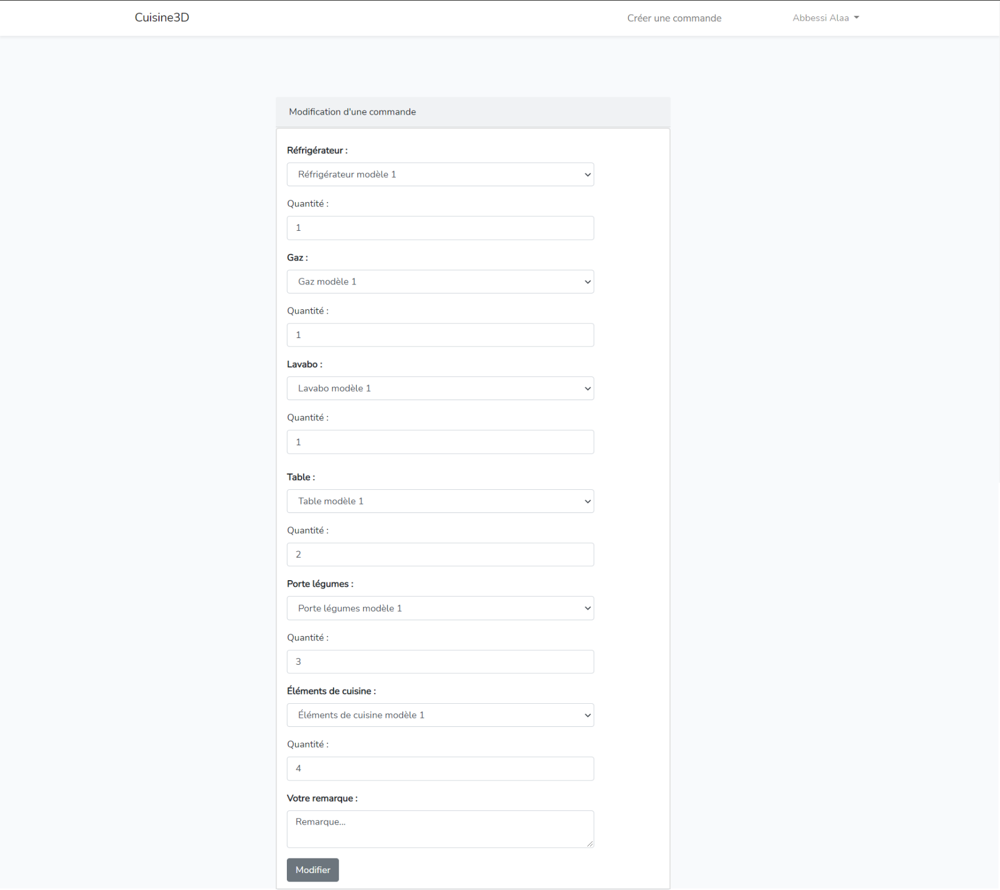 Cuisine3D
Créer une commande
Abbessi Alaa
Modification d'une commande
Réfrigérateur :
Réfrigérateur modèle 1
Quantité :
1
Gaz :
Gaz modèle 1
Quantité :
1
Lavabo :
Lavabo modèle 1
Quantité :
1
Table :
Table modèle 1
Quantité :
2
Porte légumes :
Porte légumes modèle 1
Quantité :
3
Éléments de cuisine :
Éléments de cuisine modèle 1
Quantité :
4
Votre remarque :
Remarque...
Modifier